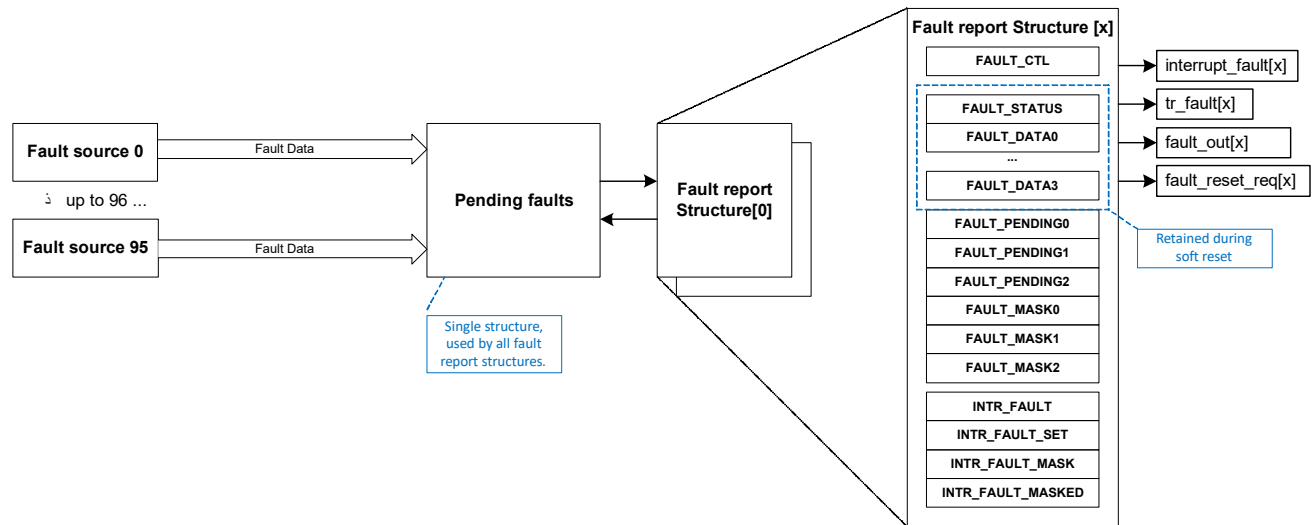 Fault report Structure [x]
FAULT_CTL
interrupt_fault[x]
tr_fault[x]
fault_out[x]
fault_reset_req[x]
FAULT_STATUS
FAULT_DATA0
...
FAULT_DATA3
Retained during
soft reset
FAULT_PENDING0
FAULT_PENDING1
FAULT_PENDING2
FAULT_MASK0
FAULT_MASK1
FAULT_MASK2
INTR_FAULT
INTR_FAULT_SET
INTR_FAULT_MASK
INTR_FAULT_MASKED
Fault source 0
Fault Data
up to 96 ...
Fault source 95
Fault Data
Pending faults
Single structure,
used by all fault
report structures.
Fault report
Structure[0]